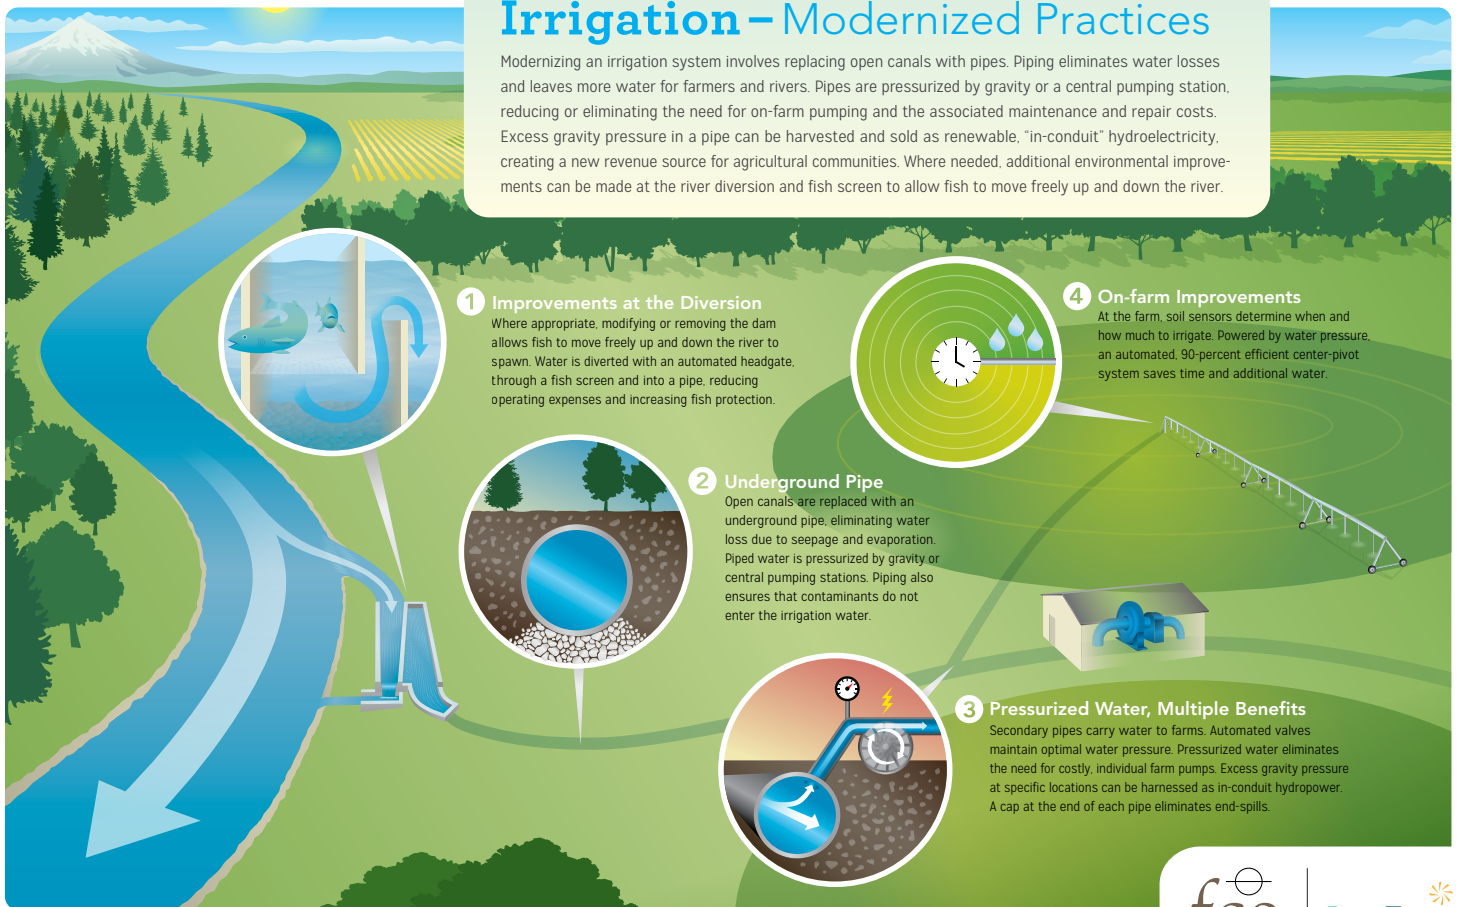 Irrigation – Modernized Practices
Modernizing an irrigation system involves replacing open canals with pipes. Piping eliminates water losses
and leaves more water for farmers and rivers. Pipes are pressurized by gravity or a central pumping station,
reducing or eliminating the need for on-farm pumping and the associated maintenance and repair costs.
Excess gravity pressure in a pipe can be harvested and sold as renewable, “in-conduit” hydroelectricity,
creating a new revenue source for agricultural communities. Where needed, additional environmental improve-
ments can be made at the river diversion and fish screen to allow fish to move freely up and down the river.
1 Improvements at the Diversion
Where appropriate, modifying or removing the dam
allows fish to move freely up and down the river to
spawn. Water is diverted with an automated headgate,
through a fish screen and into a pipe, reducing
operating expenses and increasing fish protection.
2 Underground Pipe
Open canals are replaced with an
underground pipe, eliminating water
loss due to seepage and evaporation.
Piped water is pressurized by gravity or
central pumping stations. Piping also
ensures that contaminants do not
enter the irrigation water.
4 On-farm Improvements
At the farm, soil sensors determine when and
how much to irrigate. Powered by water pressure,
an automated, 90-percent efficient center-pivot
system saves time and additional water.
3 Pressurized Water, Multiple Benefits
Secondary pipes carry water to farms. Automated valves
maintain optimal water pressure. Pressurized water eliminates
the need for costly, individual farm pumps. Excess gravity pressure
at specific locations can be harnessed as in-conduit hydropower.
A cap at the end of each pipe eliminates end-spills.